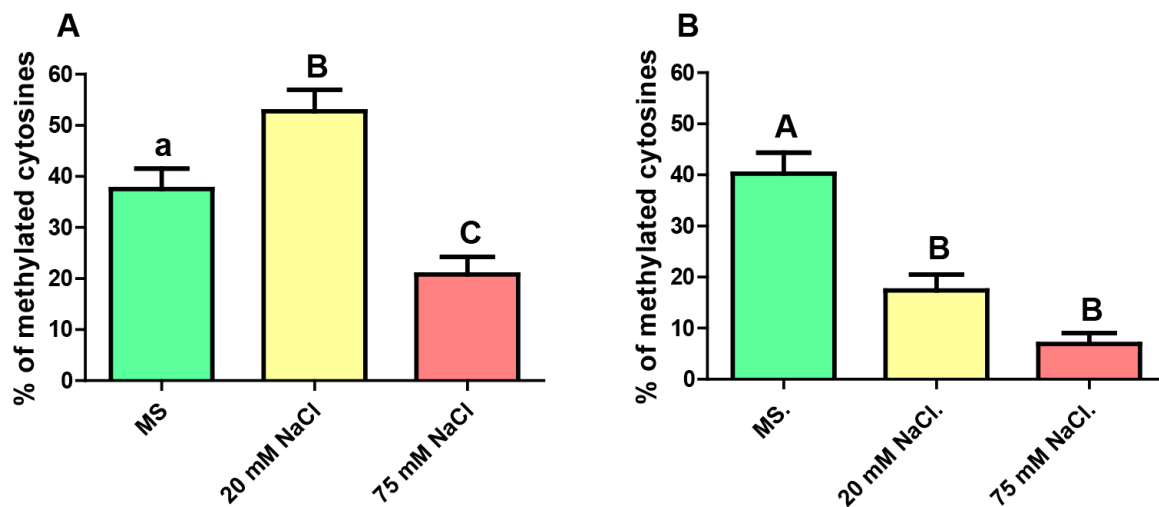 A
% of methylated cytosines
60
50
40
30
20
10
0
a
B
C
MS
20 mM NaCl
75 mM NaCl
B
% of methylated cytosines
60
50
40
30
20
10
0
A
B
B
MS.
20 mM NaCl.
75 mM NaCl.